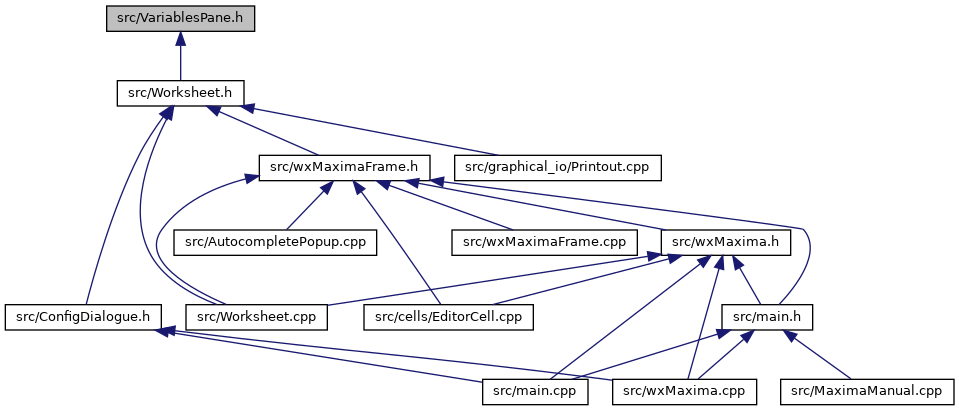 src/VariablesPane.h
src/Worksheet.h
src/wxMaximaFrame.h
src/graphical_io/Printout.cpp
src/AutocompletePopup.cpp
src/wxMaximaFrame.cpp
src/wxMaxima.h
src/ConfigDialogue.h
src/Worksheet.cpp
src/cells/EditorCell.cpp
src/main.h
src/main.cpp
src/wxMaxima.cpp
src/MaximaManual.cpp